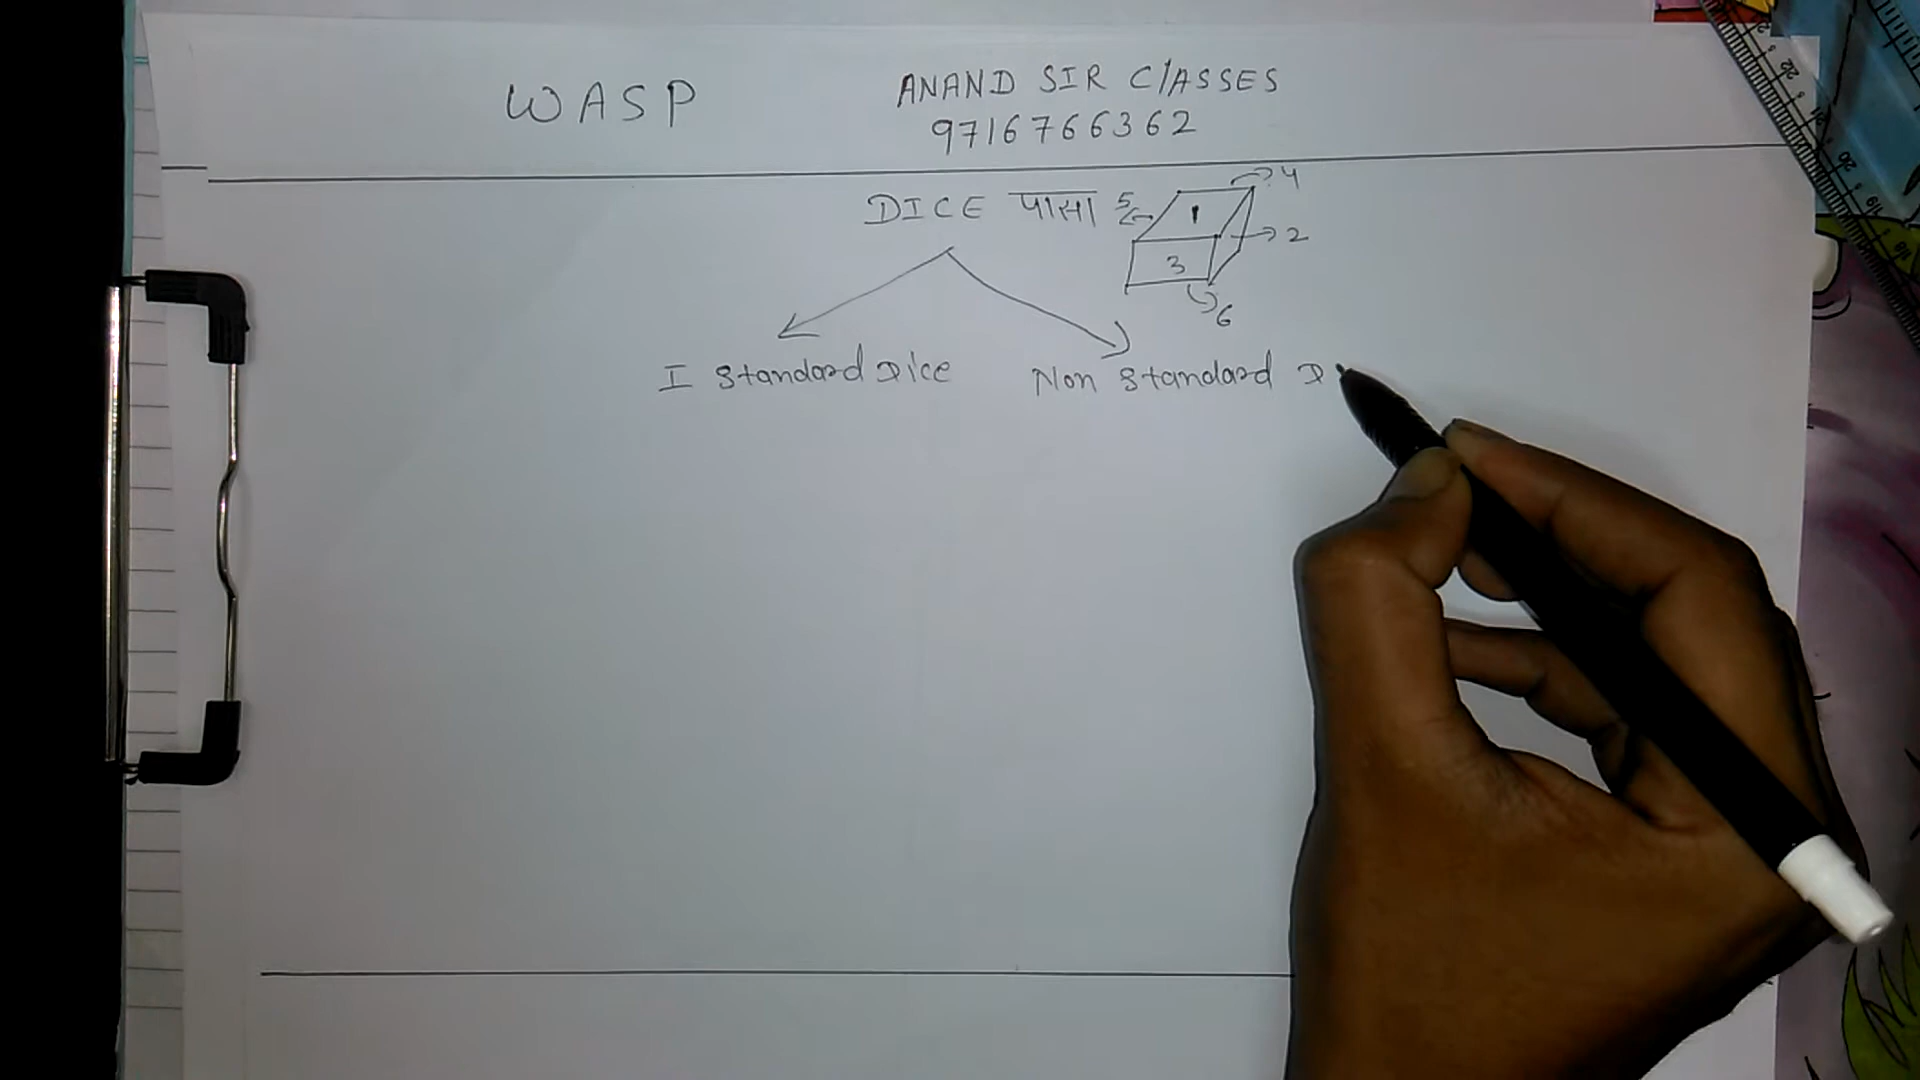 WASP
ANAND SIR CLASSES
9716766362
DICE पासा
5 1 4
2
3
6
I Standard Dice
Non Standard D